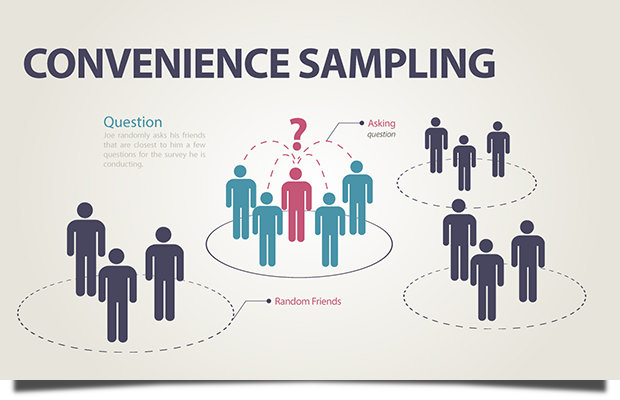 CONVENIENCE SAMPLING
Question
Joe randomly asks his friends
that are closest to him a few
questions for the survey he is
conducting.
?
Asking
question
Random Friends